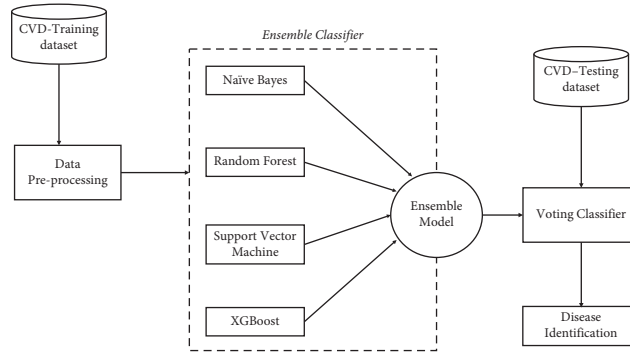 CVD-Training
dataset
Data
Pre-processing
Ensemble Classifier
Naïve Bayes
Random Forest
Support Vector
Machine
XGBoost
Ensemble
Model
CVD–Testing
dataset
Voting Classifier
Disease
Identification